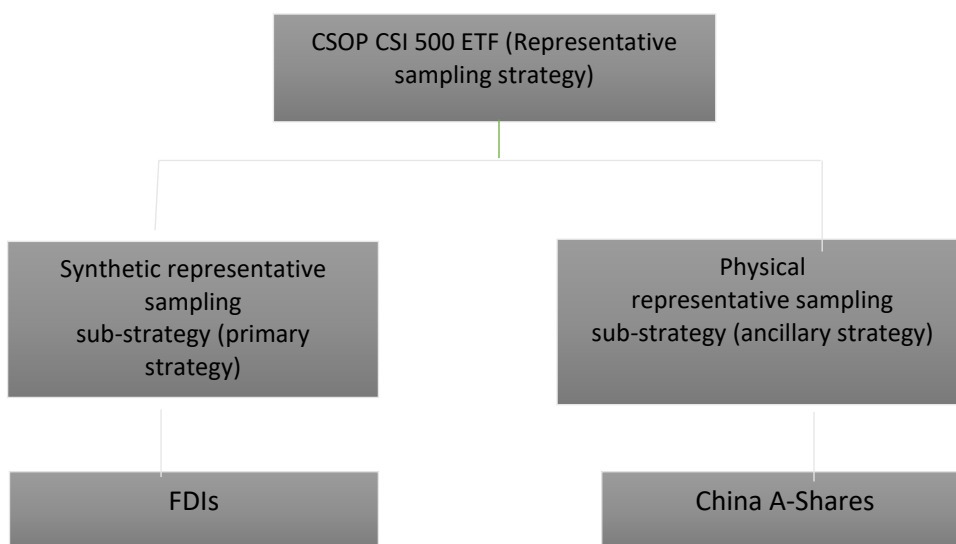 CSOP CSI 500 ETF (Representative
sampling strategy)
Synthetic representative
sampling
sub-strategy (primary
strategy)
Physical
representative sampling
sub-strategy (ancillary strategy)
FDIs
China A-Shares